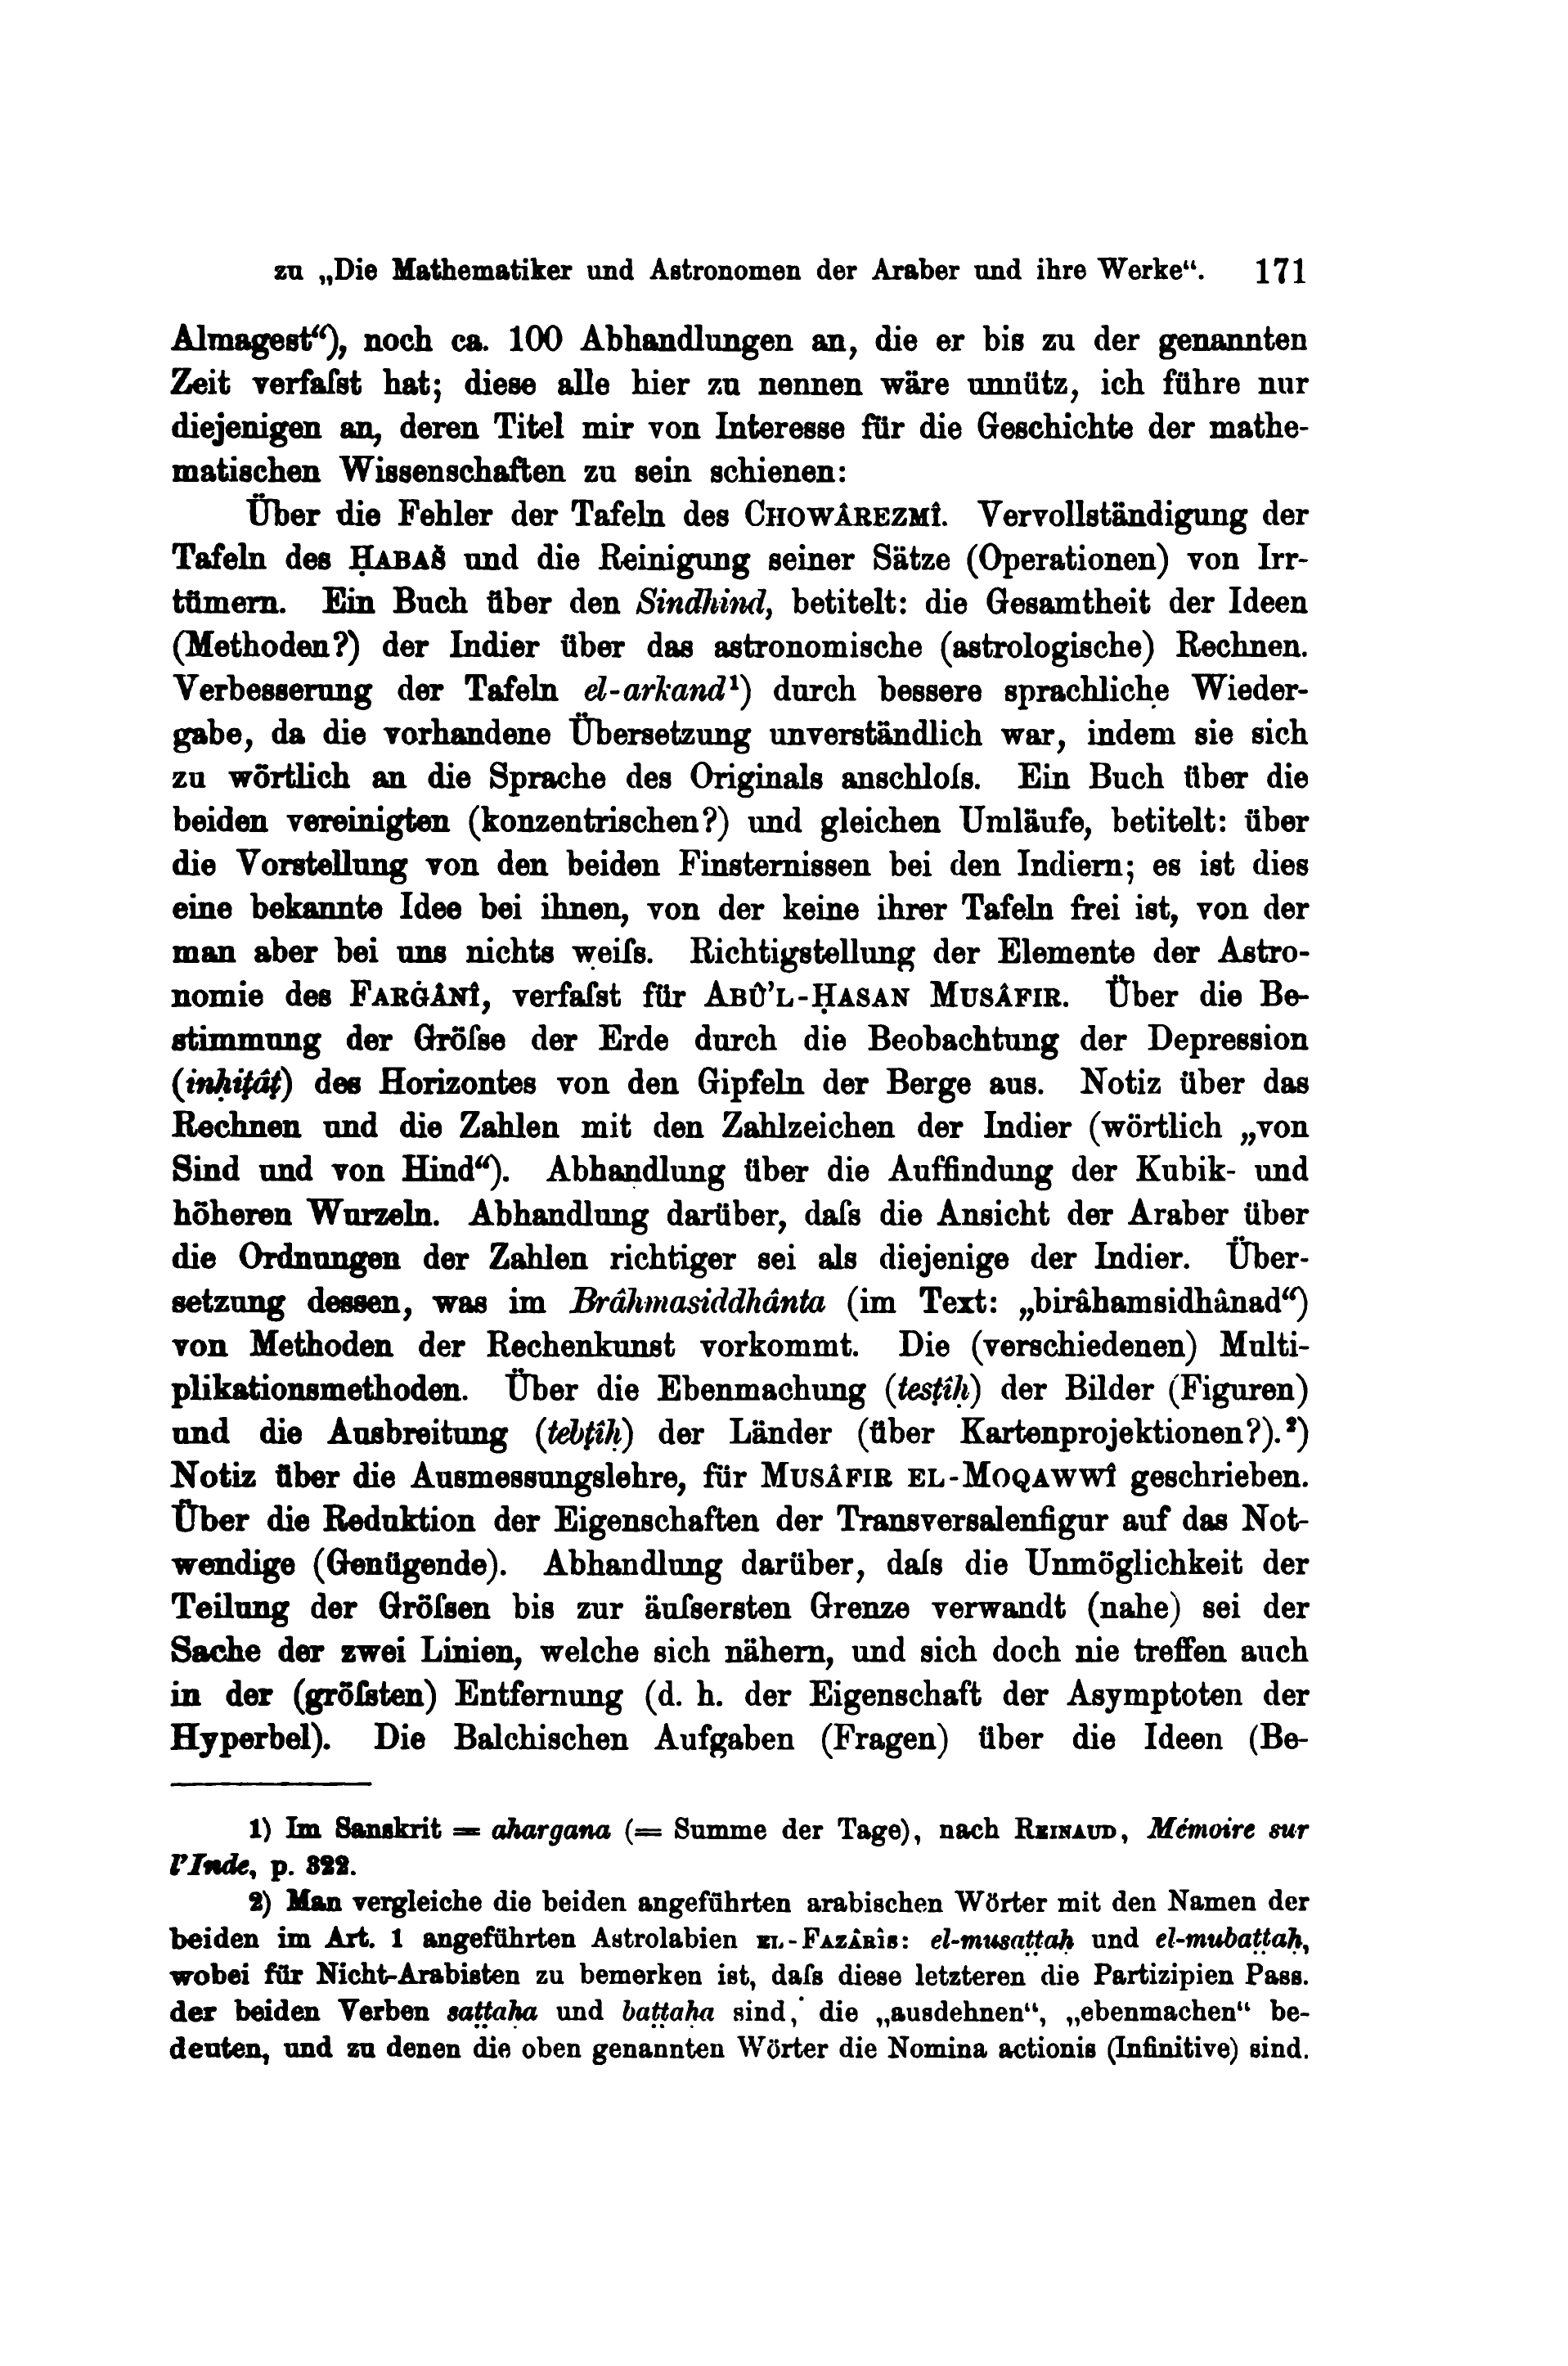 zu „Die Mathematiker und Astronomen der Araber und ihre Werke“. 171
Almagest“), noch ca. 100 Abhandlungen an, die er bis zu der genannten
Zeit verfaſst hat; diese alle hier zu nennen wäre unnütz, ich führe nur
diejenigen an, deren Titel mir von Interesse für die Geschichte der mathe-
matischen Wissenschaften zu sein schienen:
Über die Fehler der Tafeln des CHOWÂREZMÎ. Vervollständigung der
Tafeln des ḤABAŠ und die Reinigung seiner Sätze (Operationen) von Irr-
tümern. Ein Buch über den Sindhind, betitelt: die Gesamtheit der Ideen
(Methoden?) der Indier über das astronomische (astrologische) Rechnen.
Verbesserung der Tafeln el-arkand¹) durch bessere sprachliche Wieder-
gabe, da die vorhandene Übersetzung unverständlich war, indem sie sich
zu wörtlich an die Sprache des Originals anschloſs. Ein Buch über die
beiden vereinigten (konzentrischen?) und gleichen Umläufe, betitelt: über
die Vorstellung von den beiden Finsternissen bei den Indiern; es ist dies
eine bekannte Idee bei ihnen, von der keine ihrer Tafeln frei ist, von der
man aber bei uns nichts weiſs. Richtigstellung der Elemente der Astro-
nomie des FARĠÂNÎ, verfaſst für ABÛ’L-ḤASAN MUSÂFIR. Über die Be-
stimmung der Gröſse der Erde durch die Beobachtung der Depression
(inḥiṭâṭ) des Horizontes von den Gipfeln der Berge aus. Notiz über das
Rechnen und die Zahlen mit den Zahlzeichen der Indier (wörtlich „von
Sind und von Hind“). Abhandlung über die Auffindung der Kubik- und
höheren Wurzeln. Abhandlung darüber, daſs die Ansicht der Araber über
die Ordnungen der Zahlen richtiger sei als diejenige der Indier. Über-
setzung dessen, was im Brâhmasiddhânta (im Text: „birâhamsidhânad“)
von Methoden der Rechenkunst vorkommt. Die (verschiedenen) Multi-
plikationsmethoden. Über die Ebenmachung (tesṭîḥ) der Bilder (Figuren)
und die Ausbreitung (tebṭîḥ) der Länder (über Kartenprojektionen?).²)
Notiz über die Ausmessungslehre, für MUSÂFIR EL-MOQAWWÎ geschrieben.
Über die Reduktion der Eigenschaften der Transversalenfigur auf das Not-
wendige (Genügende). Abhandlung darüber, daſs die Unmöglichkeit der
Teilung der Gröſsen bis zur äuſsersten Grenze verwandt (nahe) sei der
Sache der zwei Linien, welche sich nähern, und sich doch nie treffen auch
in der (gröſsten) Entfernung (d. h. der Eigenschaft der Asymptoten der
Hyperbel). Die Balchischen Aufgaben (Fragen) über die Ideen (Be-
1) Im Sanskrit = ahargana (= Summe der Tage), nach REINAUD, Mémoire sur
l’Inde, p. 322.
2) Man vergleiche die beiden angeführten arabischen Wörter mit den Namen der
beiden im Art. 1 angeführten Astrolabien EL-FAZÂRÎS: el-musaṭṭaḥ und el-mubaṭṭaḥ,
wobei für Nicht-Arabisten zu bemerken ist, daſs diese letzteren die Partizipien Pass.
der beiden Verben saṭṭaḥa und baṭṭaḥa sind, die „ausdehnen“, „ebenmachen“ be-
deuten, und zu denen die oben genannten Wörter die Nomina actionis (Infinitive) sind.